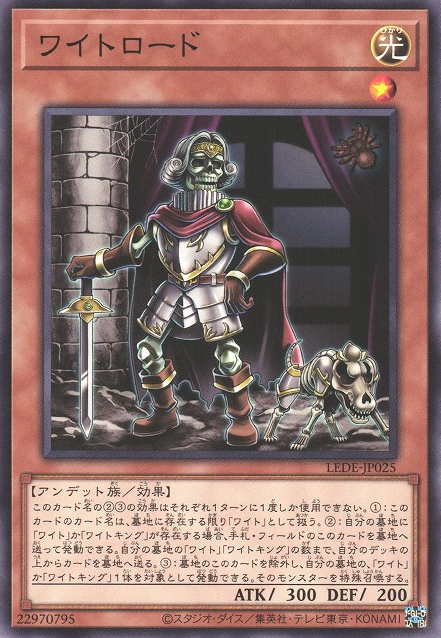 ワイトロード
光
LEDE-JP025
【アンデット族／効果】
このカード名の②③の効果はそれぞれ1ターンに1度しか使用できない。①：こ
のカードのカード名は、墓地に存在する限り「ワイト」として扱う。②：自分の墓地に
「ワイト」か「ワイトキング」が存在する場合、手札・フィールドのこのカードを墓地へ
送って発動できる。自分の墓地の「ワイト」「ワイトキング」の数まで、自分のデッキの
上からカードを墓地へ送る。③：墓地のこのカードを除外し、自分の墓地の、「ワイ
ト」か「ワイトキング」1体を対象として発動できる。そのモンスターを特殊召喚する。
ATK/ 300 DEF/ 200
22970795
©スタジオ・ダイス／集英社・テレビ東京・KONAMI